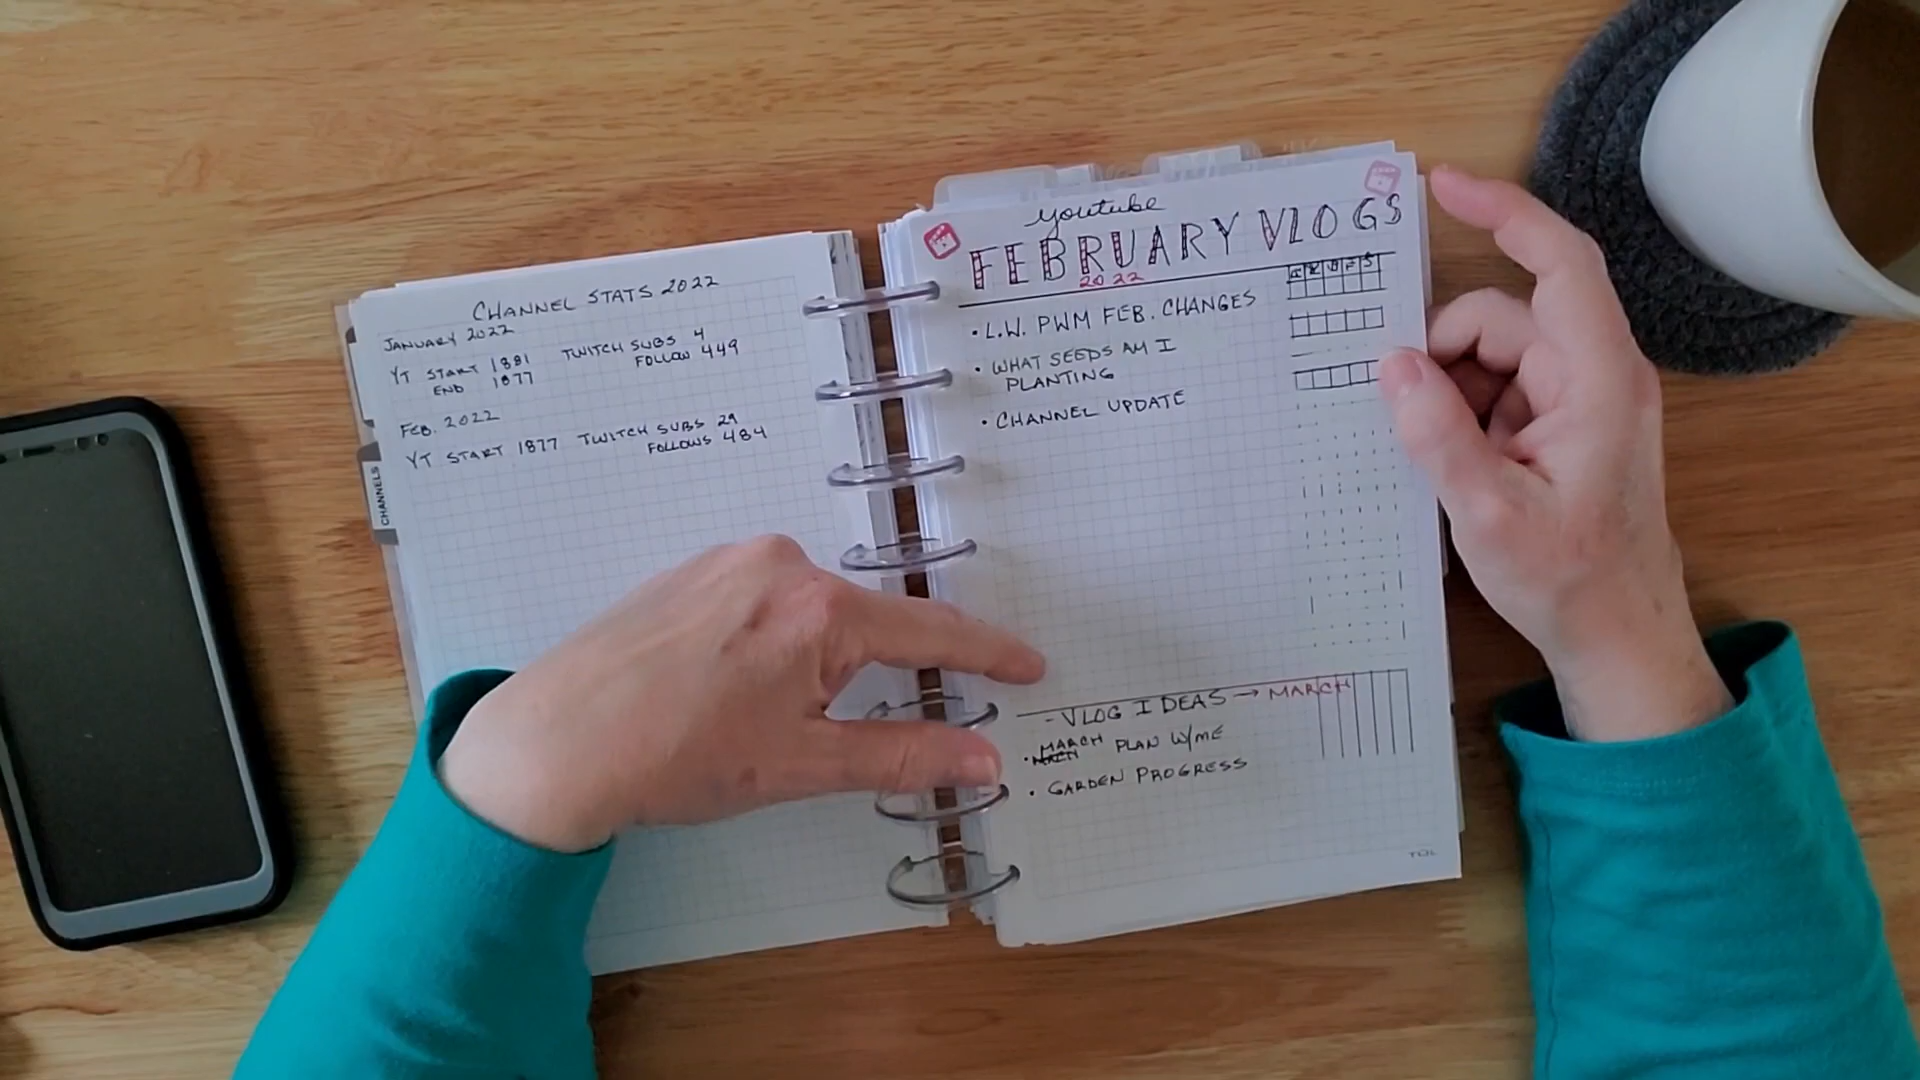 CHANNEL STATS 2022
JANUARY 2022
YT START 1881 TWITCH SUBS 4
END 1877 FOLLOW 449
FEB. 2022
YT START 1877 TWITCH SUBS 29
FOLLOWS 484
CHANNELS
youtube
FEBRUARY VLOGS
2022
• L.W. PWM FEB. CHANGES
• WHAT SEEDS AM I
PLANTING
• CHANNEL UPDATE
- VLOG IDEAS → MARCH
MARCH
• PLAN W/ME
• GARDEN PROGRESS